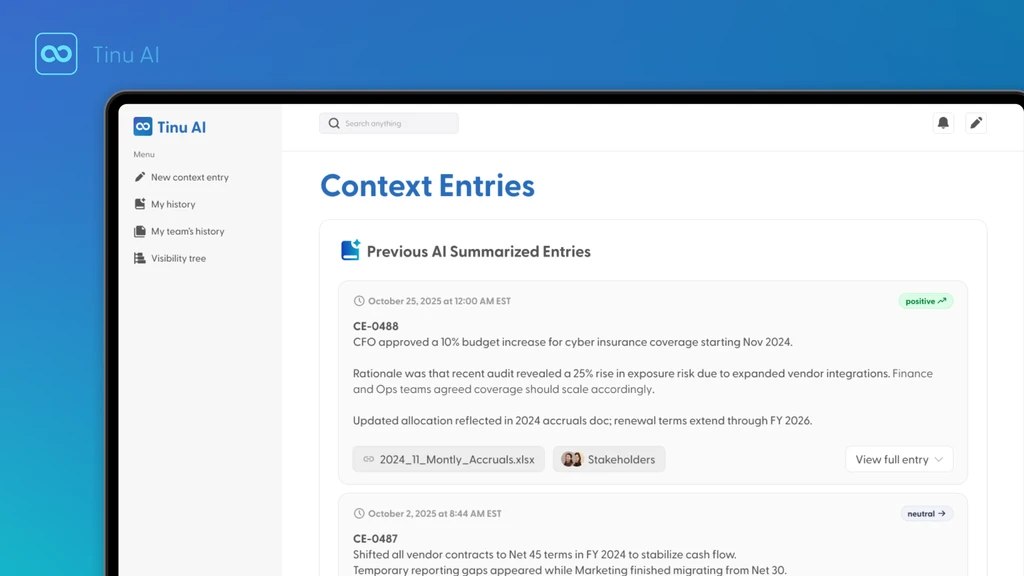 Tinu AI
Tinu AI
Search anything
Menu
New context entry
My history
My team's history
Visibility tree
Context Entries
Previous AI Summarized Entries
October 25, 2025 at 12:00 AM EST
positive
CE-0488
CFO approved a 10% budget increase for cyber insurance coverage starting Nov 2024.
Rationale was that recent audit revealed a 25% rise in exposure risk due to expanded vendor integrations. Finance
and Ops teams agreed coverage should scale accordingly.
Updated allocation reflected in 2024 accruals doc; renewal terms extend through FY 2026.
2024_11_Montly_Accruals.xlsx
Stakeholders
View full entry
October 2, 2025 at 8:44 AM EST
neutral
CE-0487
Shifted all vendor contracts to Net 45 terms in FY 2024 to stabilize cash flow.
Temporary reporting gaps appeared while Marketing finished migrating from Net 30.